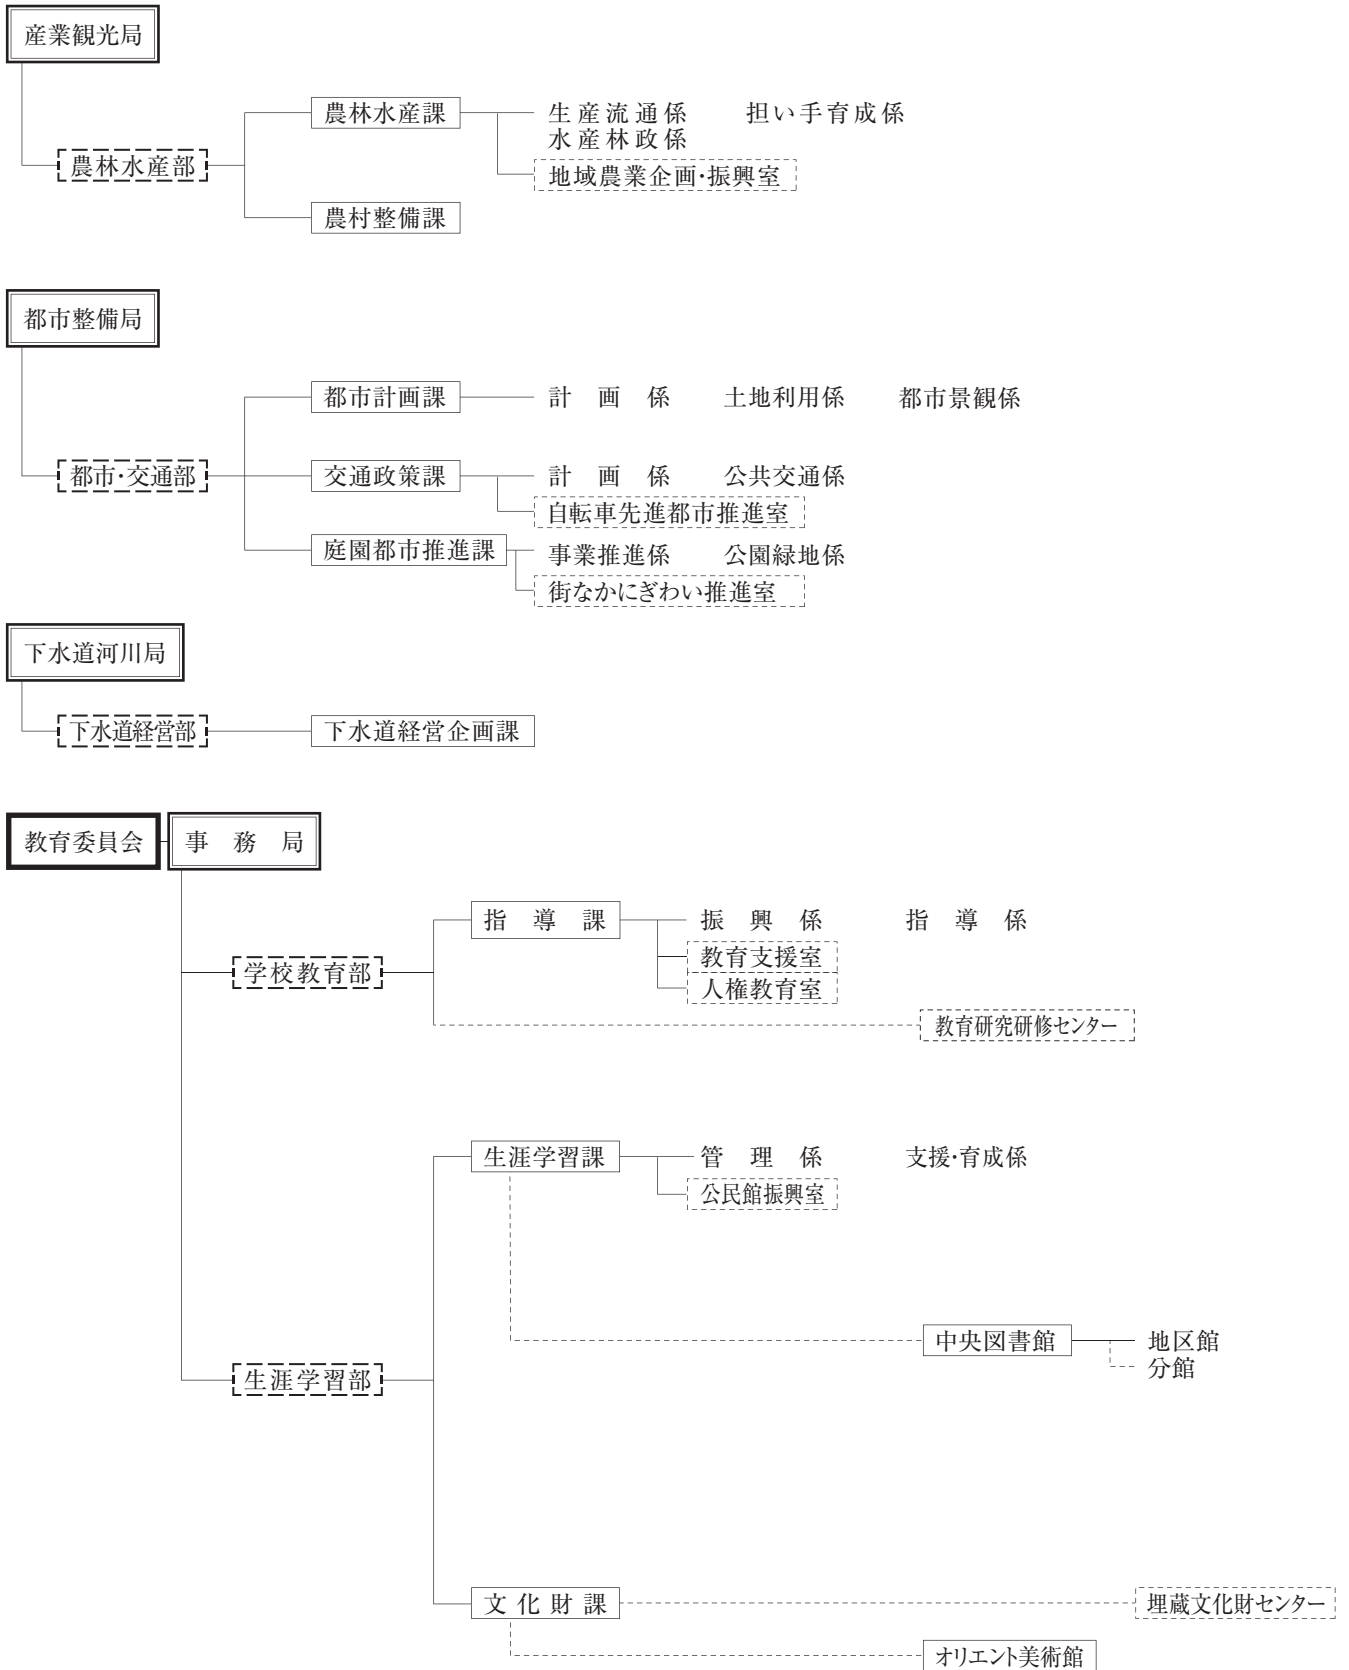 産業観光局
農林水産課 生産流通係 担い手育成係
水産林政係
農林水産部 地域農業企画・振興室
農村整備課
都市整備局
都市計画課 計画係 土地利用係 都市景観係
都市・交通部 交通政策課 計画係 公共交通係
自転車先進都市推進室
庭園都市推進課 事業推進係 公園緑地係
街なかにぎわい推進室
下水道河川局
下水道経営部 下水道経営企画課
教育委員会 事務局
指導課 振興係 指導係
教育支援室
学校教育部 人権教育室
教育研究研修センター
生涯学習課 管理係 支援・育成係
公民館振興室
中央図書館 地区館
分館
生涯学習部
文化財課 埋蔵文化財センター
オリエント美術館